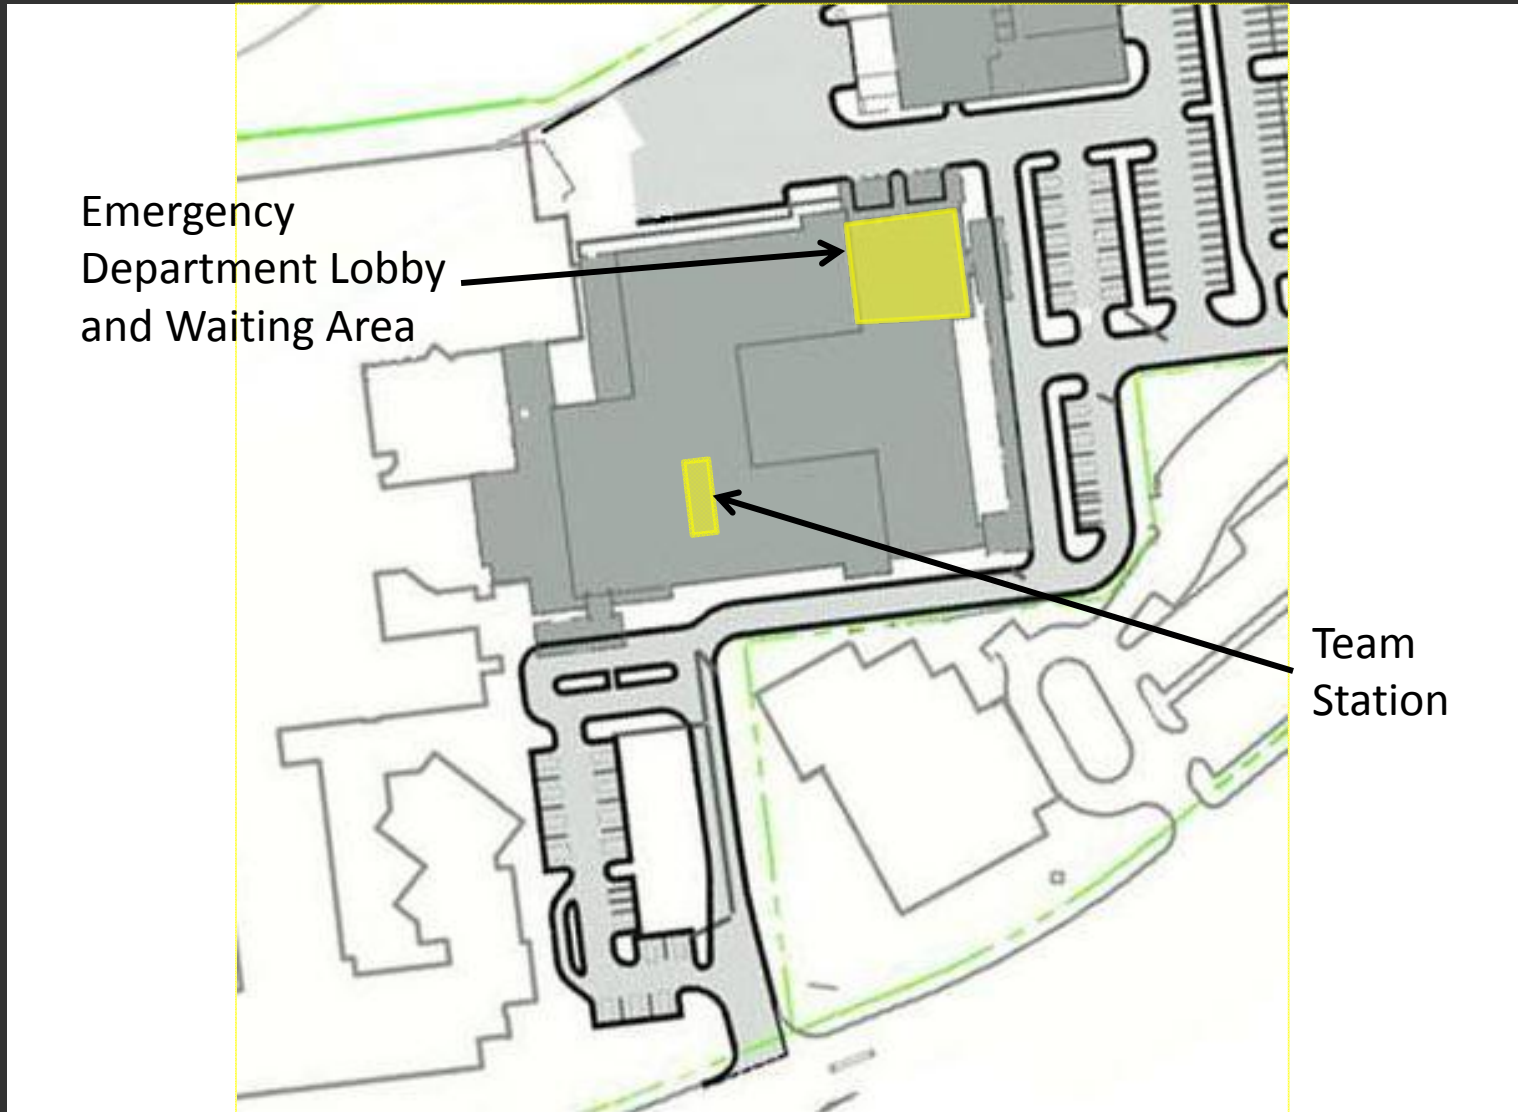 Emergency
Department Lobby
and Waiting Area
Team
Station